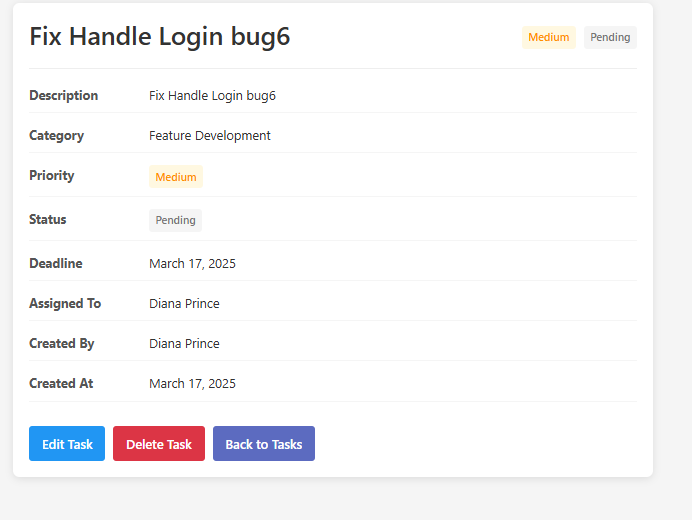 Fix Handle Login bug6
Medium Pending
Description Fix Handle Login bug6
Category Feature Development
Priority Medium
Status Pending
Deadline March 17, 2025
Assigned To Diana Prince
Created By Diana Prince
Created At March 17, 2025
Edit Task Delete Task Back to Tasks